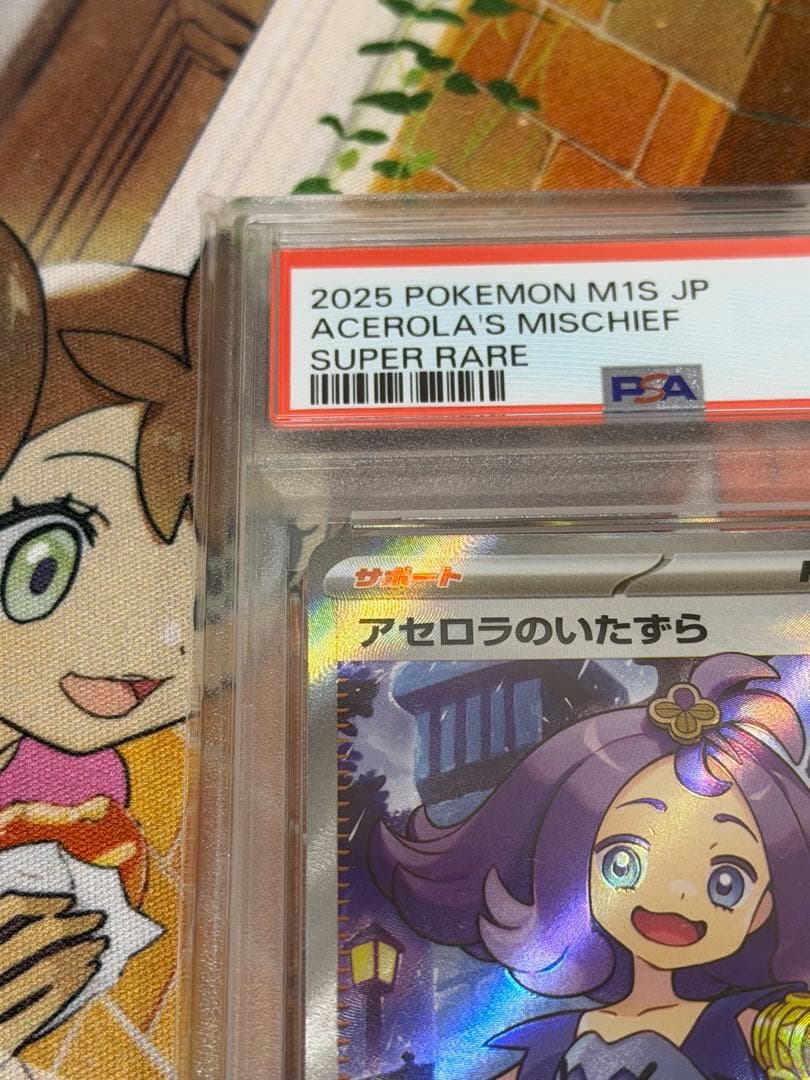 2025 POKEMON M1S JP
ACEROLA'S MISCHIEF
SUPER RARE
PSA
サポート
アセロラのいたずら